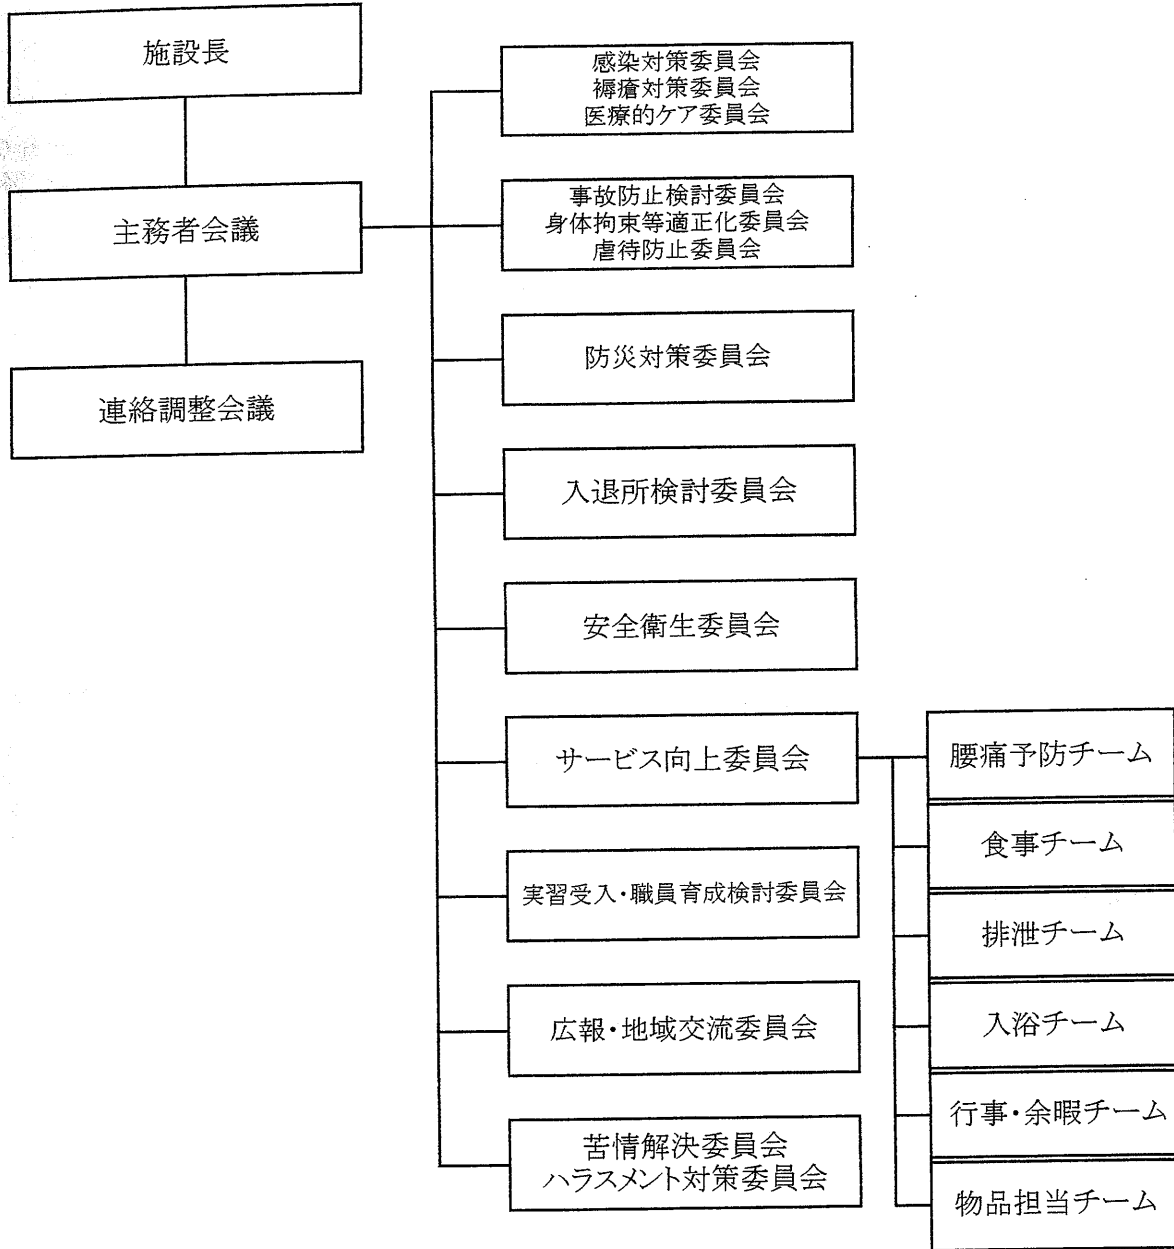 施設長
主務者会議
連絡調整会議
感染対策委員会
褥瘡対策委員会
医療的ケア委員会
事故防止検討委員会
身体拘束等適正化委員会
虐待防止委員会
防災対策委員会
入退所検討委員会
安全衛生委員会
サービス向上委員会
実習受入・職員育成検討委員会
広報・地域交流委員会
苦情解決委員会
ハラスメント対策委員会
腰痛予防チーム
食事チーム
排泄チーム
入浴チーム
行事・余暇チーム
物品担当チーム